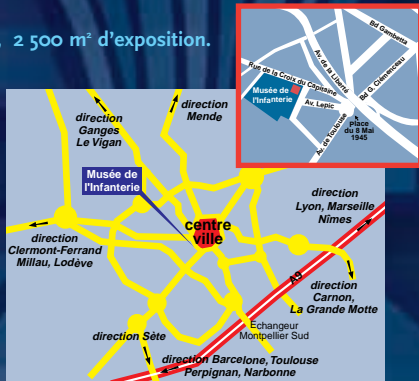 , 2 500 m² d'exposition.
Bd Gambetta
Av. de la Liberté
Bd G. Clémenceau
Rue de la Croix du Capitaine
Musée de
l'Infanterie
Av. Lepic
Av. de Toulouse
Place
du 8 Mai
1945
direction
Ganges
Le Vigan
direction
Mende
Musée de
l'Infanterie
direction
Lyon, Marseille
Nîmes
centre
ville
direction
Clermont-Ferrand
Millau, Lodève
A9
direction
Carnon,
La Grande Motte
Echangeur
Montpellier Sud
direction Sète
direction Barcelone, Toulouse
Perpignan, Narbonne